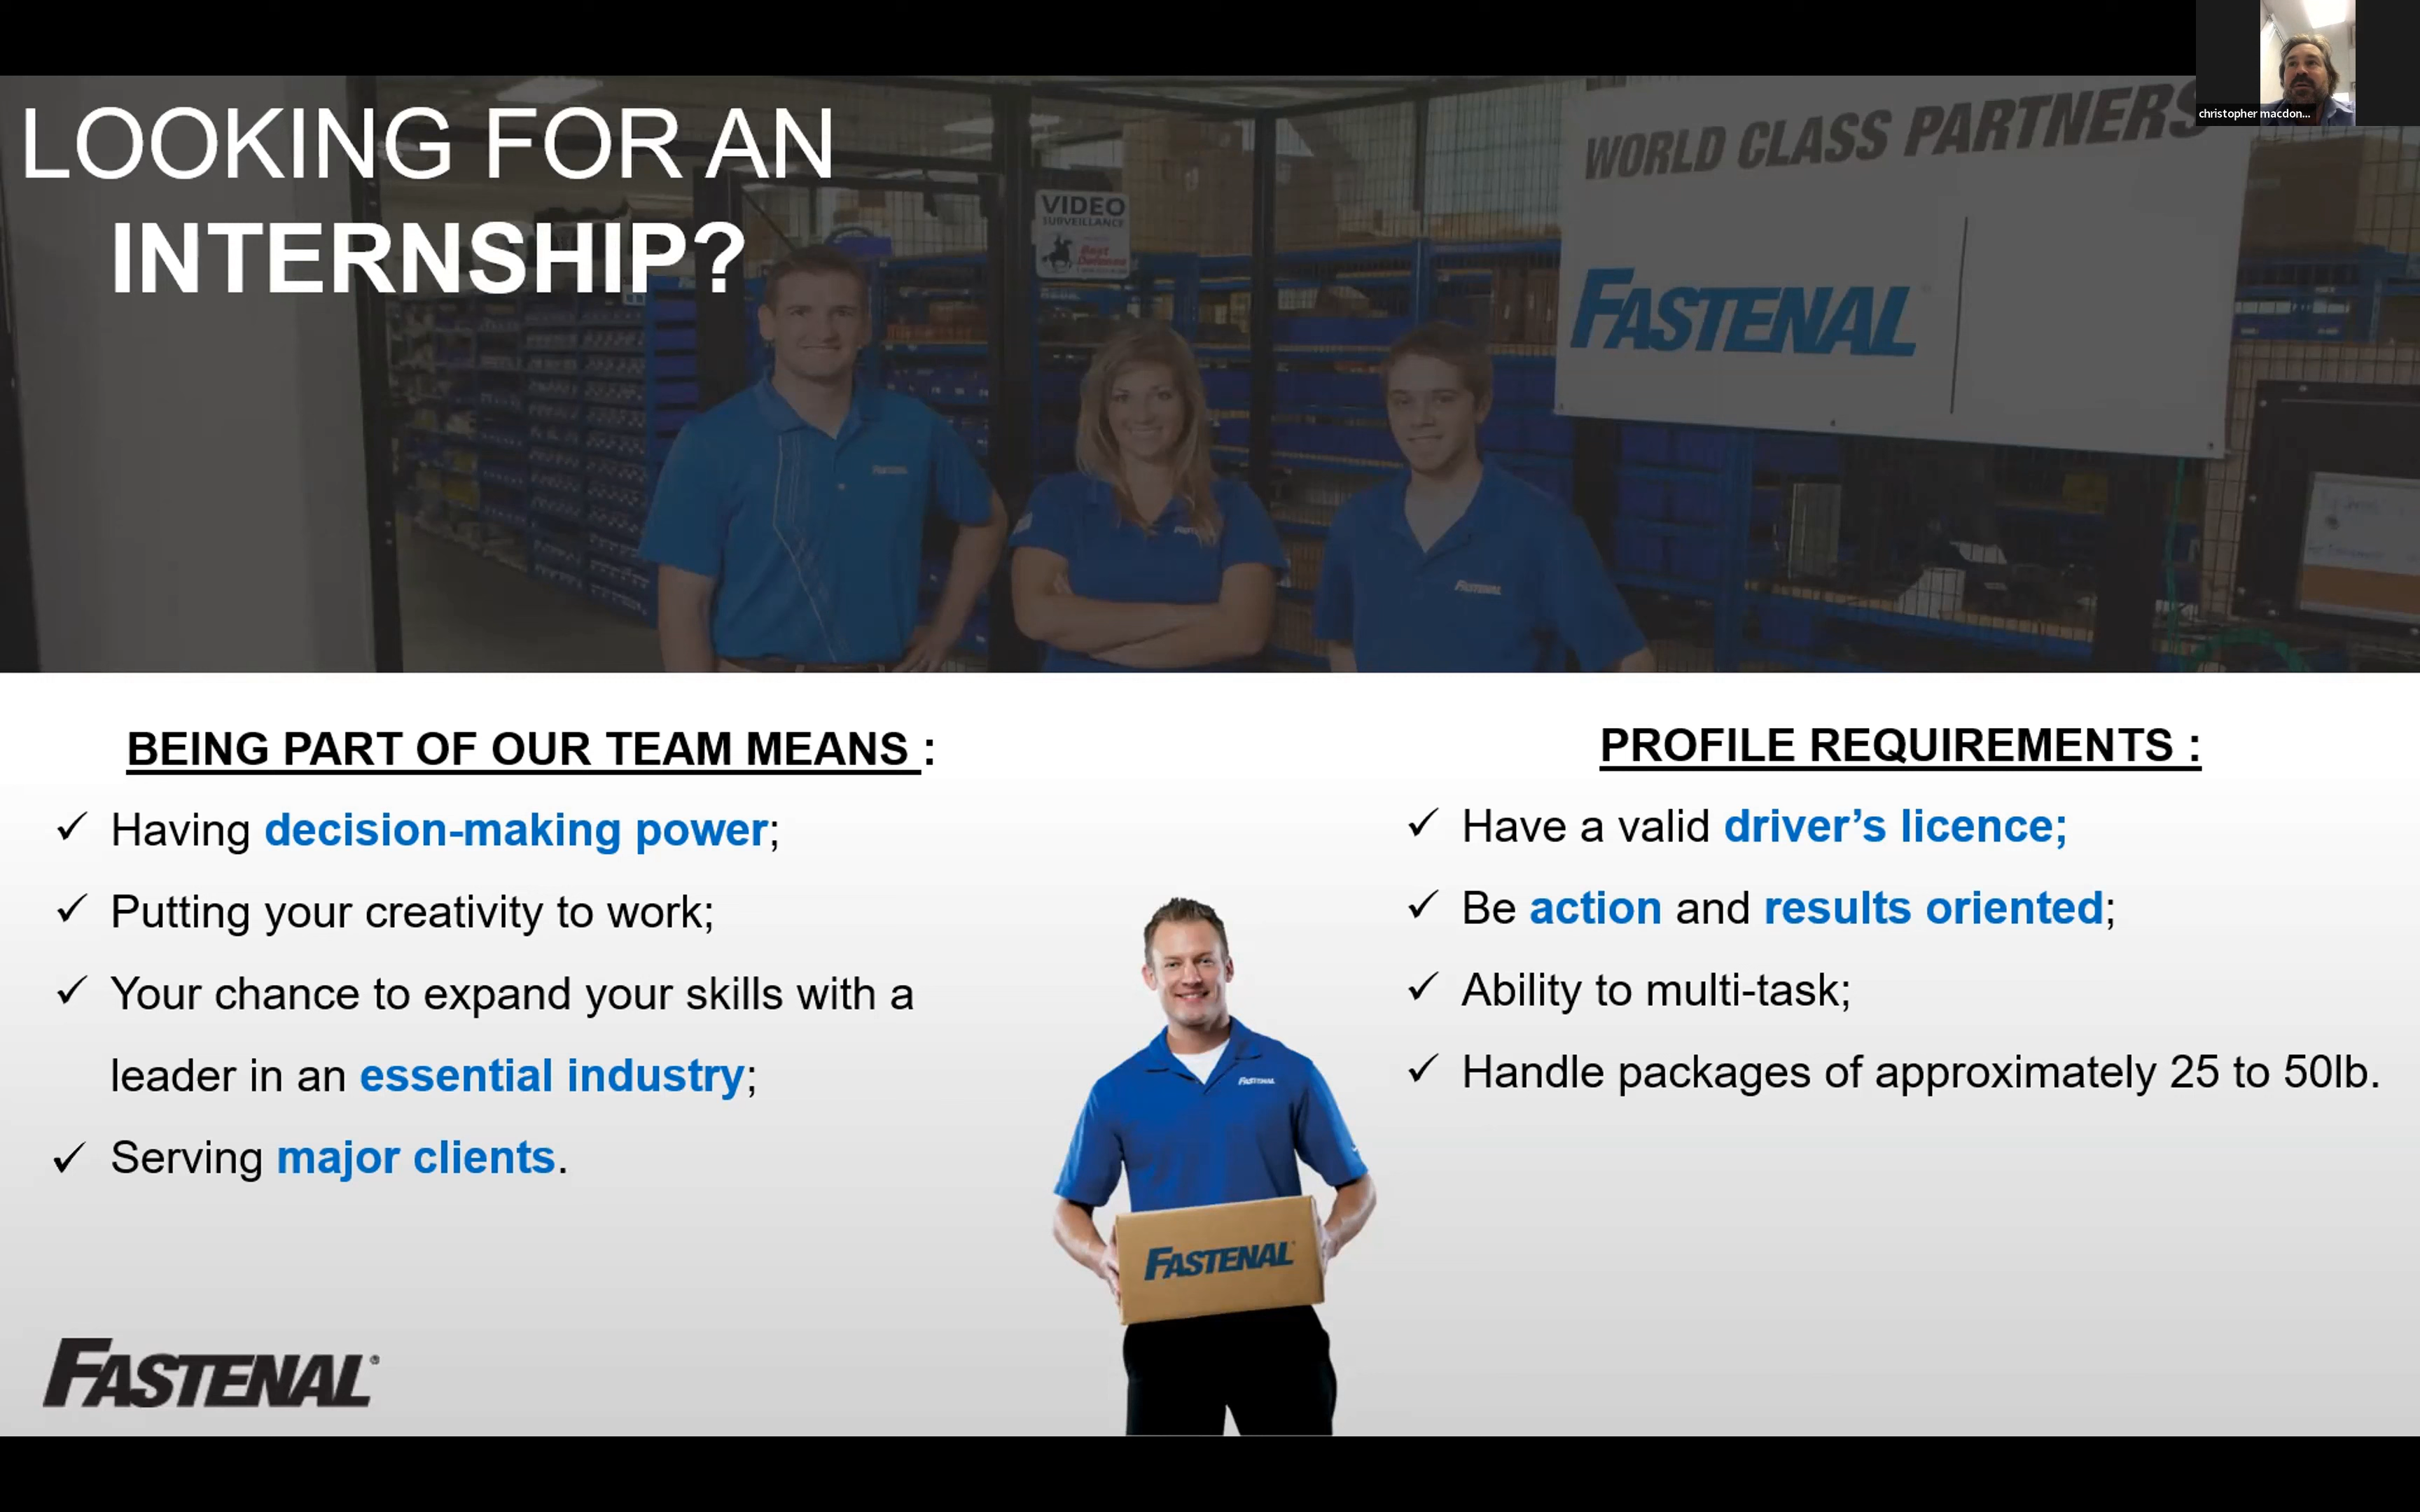 christopher macdon...
LOOKING FOR AN
INTERNSHIP?
WORLD CLASS PARTNERS
VIDEO
SURVEILLANCE
FASTENAL
FASTENAL
BEING PART OF OUR TEAM MEANS :
✓ Having decision-making power;
✓ Putting your creativity to work;
✓ Your chance to expand your skills with a
leader in an essential industry;
✓ Serving major clients.
PROFILE REQUIREMENTS :
✓ Have a valid driver’s licence;
✓ Be action and results oriented;
✓ Ability to multi-task;
✓ Handle packages of approximately 25 to 50lb.
FASTENAL
FASTENAL
FASTENAL®